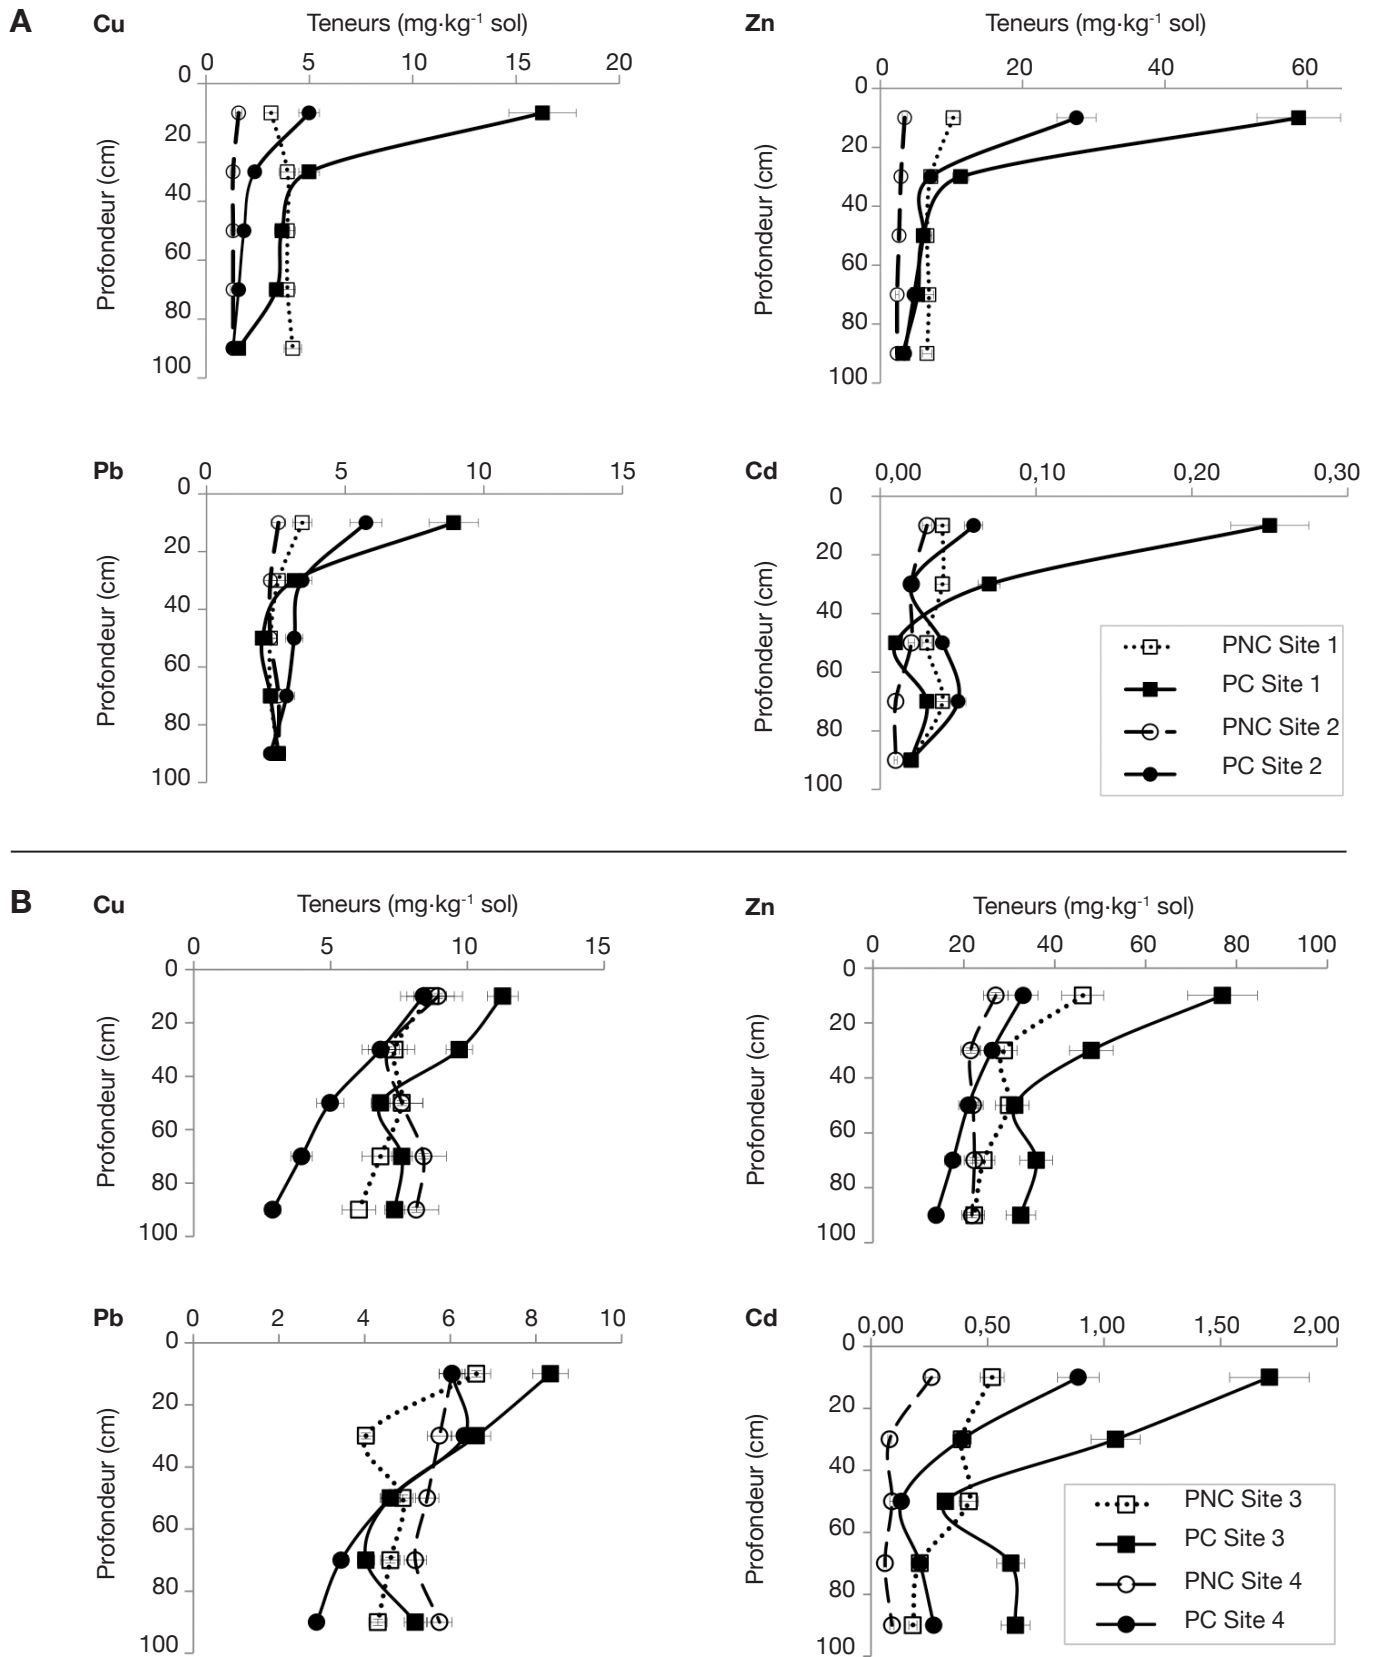 A
Cu
Teneurs (mg·kg-1 sol)
0 5 10 15 20
0
20
40
60
80
100
Profondeur (cm)
Zn
Teneurs (mg·kg-1 sol)
0 20 40 60
0
20
40
60
80
100
Profondeur (cm)
Pb
0 5 10 15
0
20
40
60
80
100
Profondeur (cm)
Cd
0,00 0,10 0,20 0,30
0
20
40
60
80
100
Profondeur (cm)
PNC Site 1
PC Site 1
PNC Site 2
PC Site 2
B
Cu
Teneurs (mg·kg-1 sol)
0 5 10 15
0
20
40
60
80
100
Profondeur (cm)
Zn
Teneurs (mg·kg-1 sol)
0 20 40 60 80 100
0
20
40
60
80
100
Profondeur (cm)
Pb
0 2 4 6 8 10
0
20
40
60
80
100
Profondeur (cm)
Cd
0,00 0,50 1,00 1,50 2,00
0
20
40
60
80
100
Profondeur (cm)
PNC Site 3
PC Site 3
PNC Site 4
PC Site 4